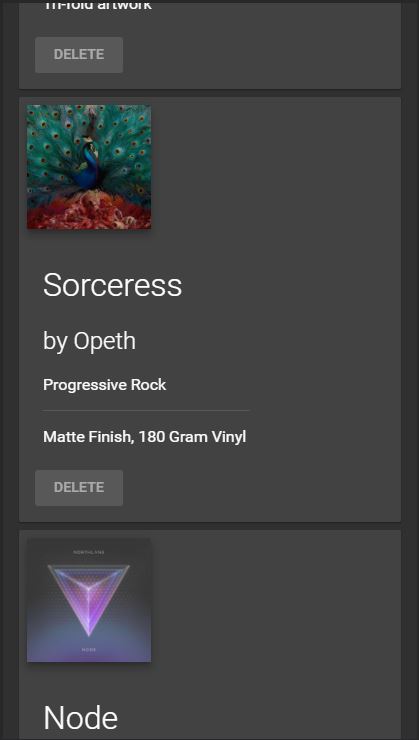 Tri-fold artwork
DELETE
Sorceress
by Opeth
Progressive Rock
Matte Finish, 180 Gram Vinyl
DELETE
NORTHLANE
NODE
Node